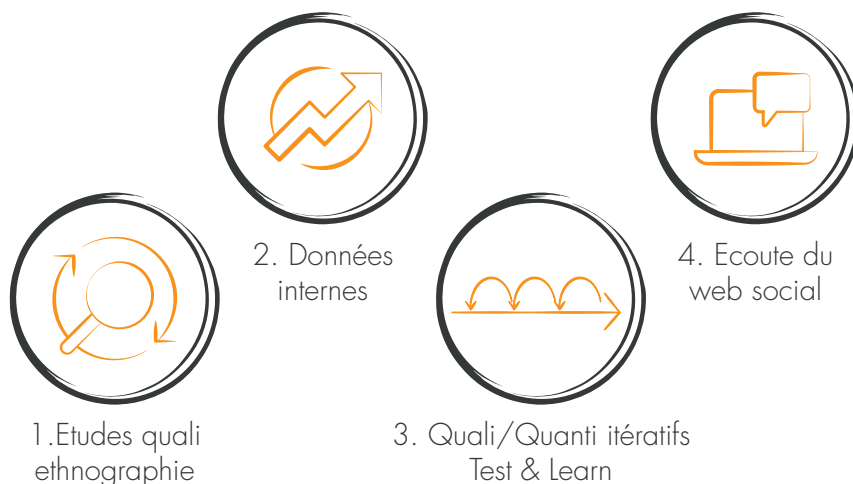 1.Etudes quali
ethnographie
2. Données
internes
3. Quali/Quanti itératifs
Test & Learn
4. Ecoute du
web social